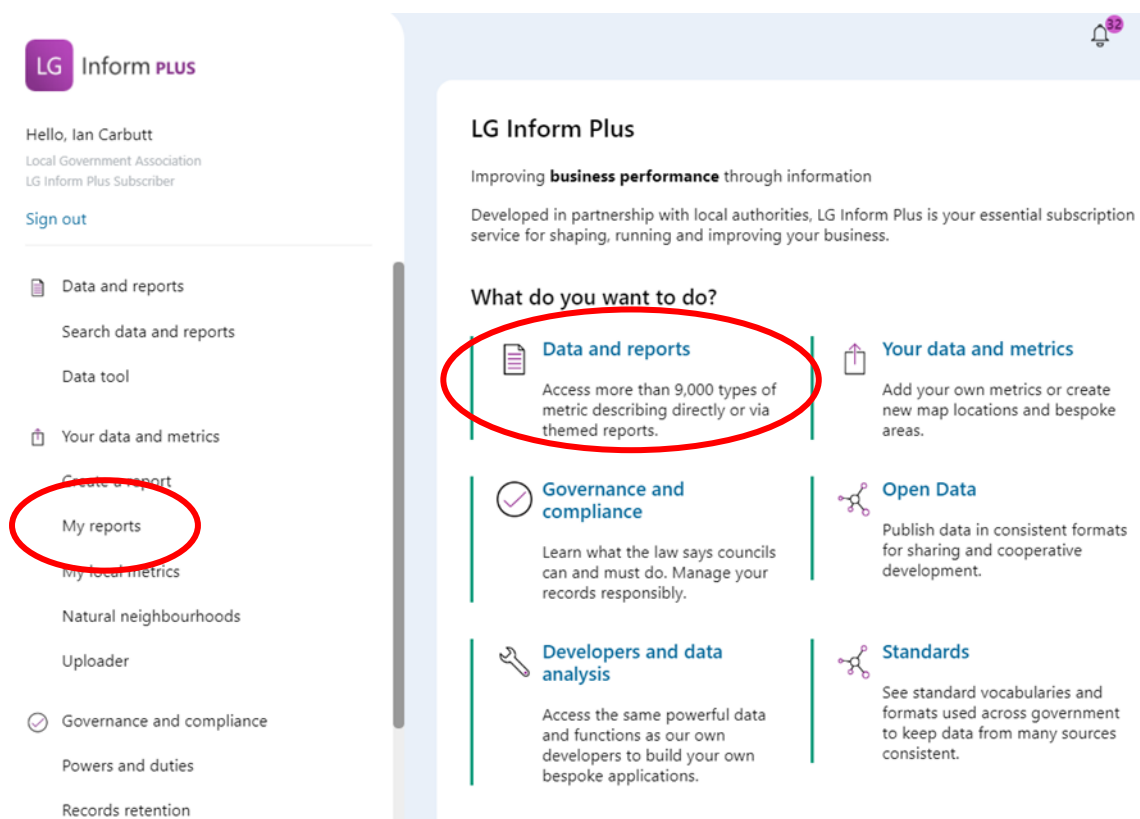 LG Inform PLUS
Hello, Ian Carbutt
Local Government Association
LG Inform Plus Subscriber
Sign out
Data and reports
Search data and reports
Data tool
Your data and metrics
Create a report
My reports
My local metrics
Natural neighbourhoods
Uploader
Governance and compliance
Powers and duties
Records retention
32
LG Inform Plus
Improving business performance through information
Developed in partnership with local authorities, LG Inform Plus is your essential subscription
service for shaping, running and improving your business.
What do you want to do?
Data and reports
Access more than 9,000 types of
metric describing directly or via
themed reports.
Your data and metrics
Add your own metrics or create
new map locations and bespoke
areas.
Governance and
compliance
Learn what the law says councils
can and must do. Manage your
records responsibly.
Open Data
Publish data in consistent formats
for sharing and cooperative
development.
Developers and data
analysis
Access the same powerful data
and functions as our own
developers to build your own
bespoke applications.
Standards
See standard vocabularies and
formats used across government
to keep data from many sources
consistent.